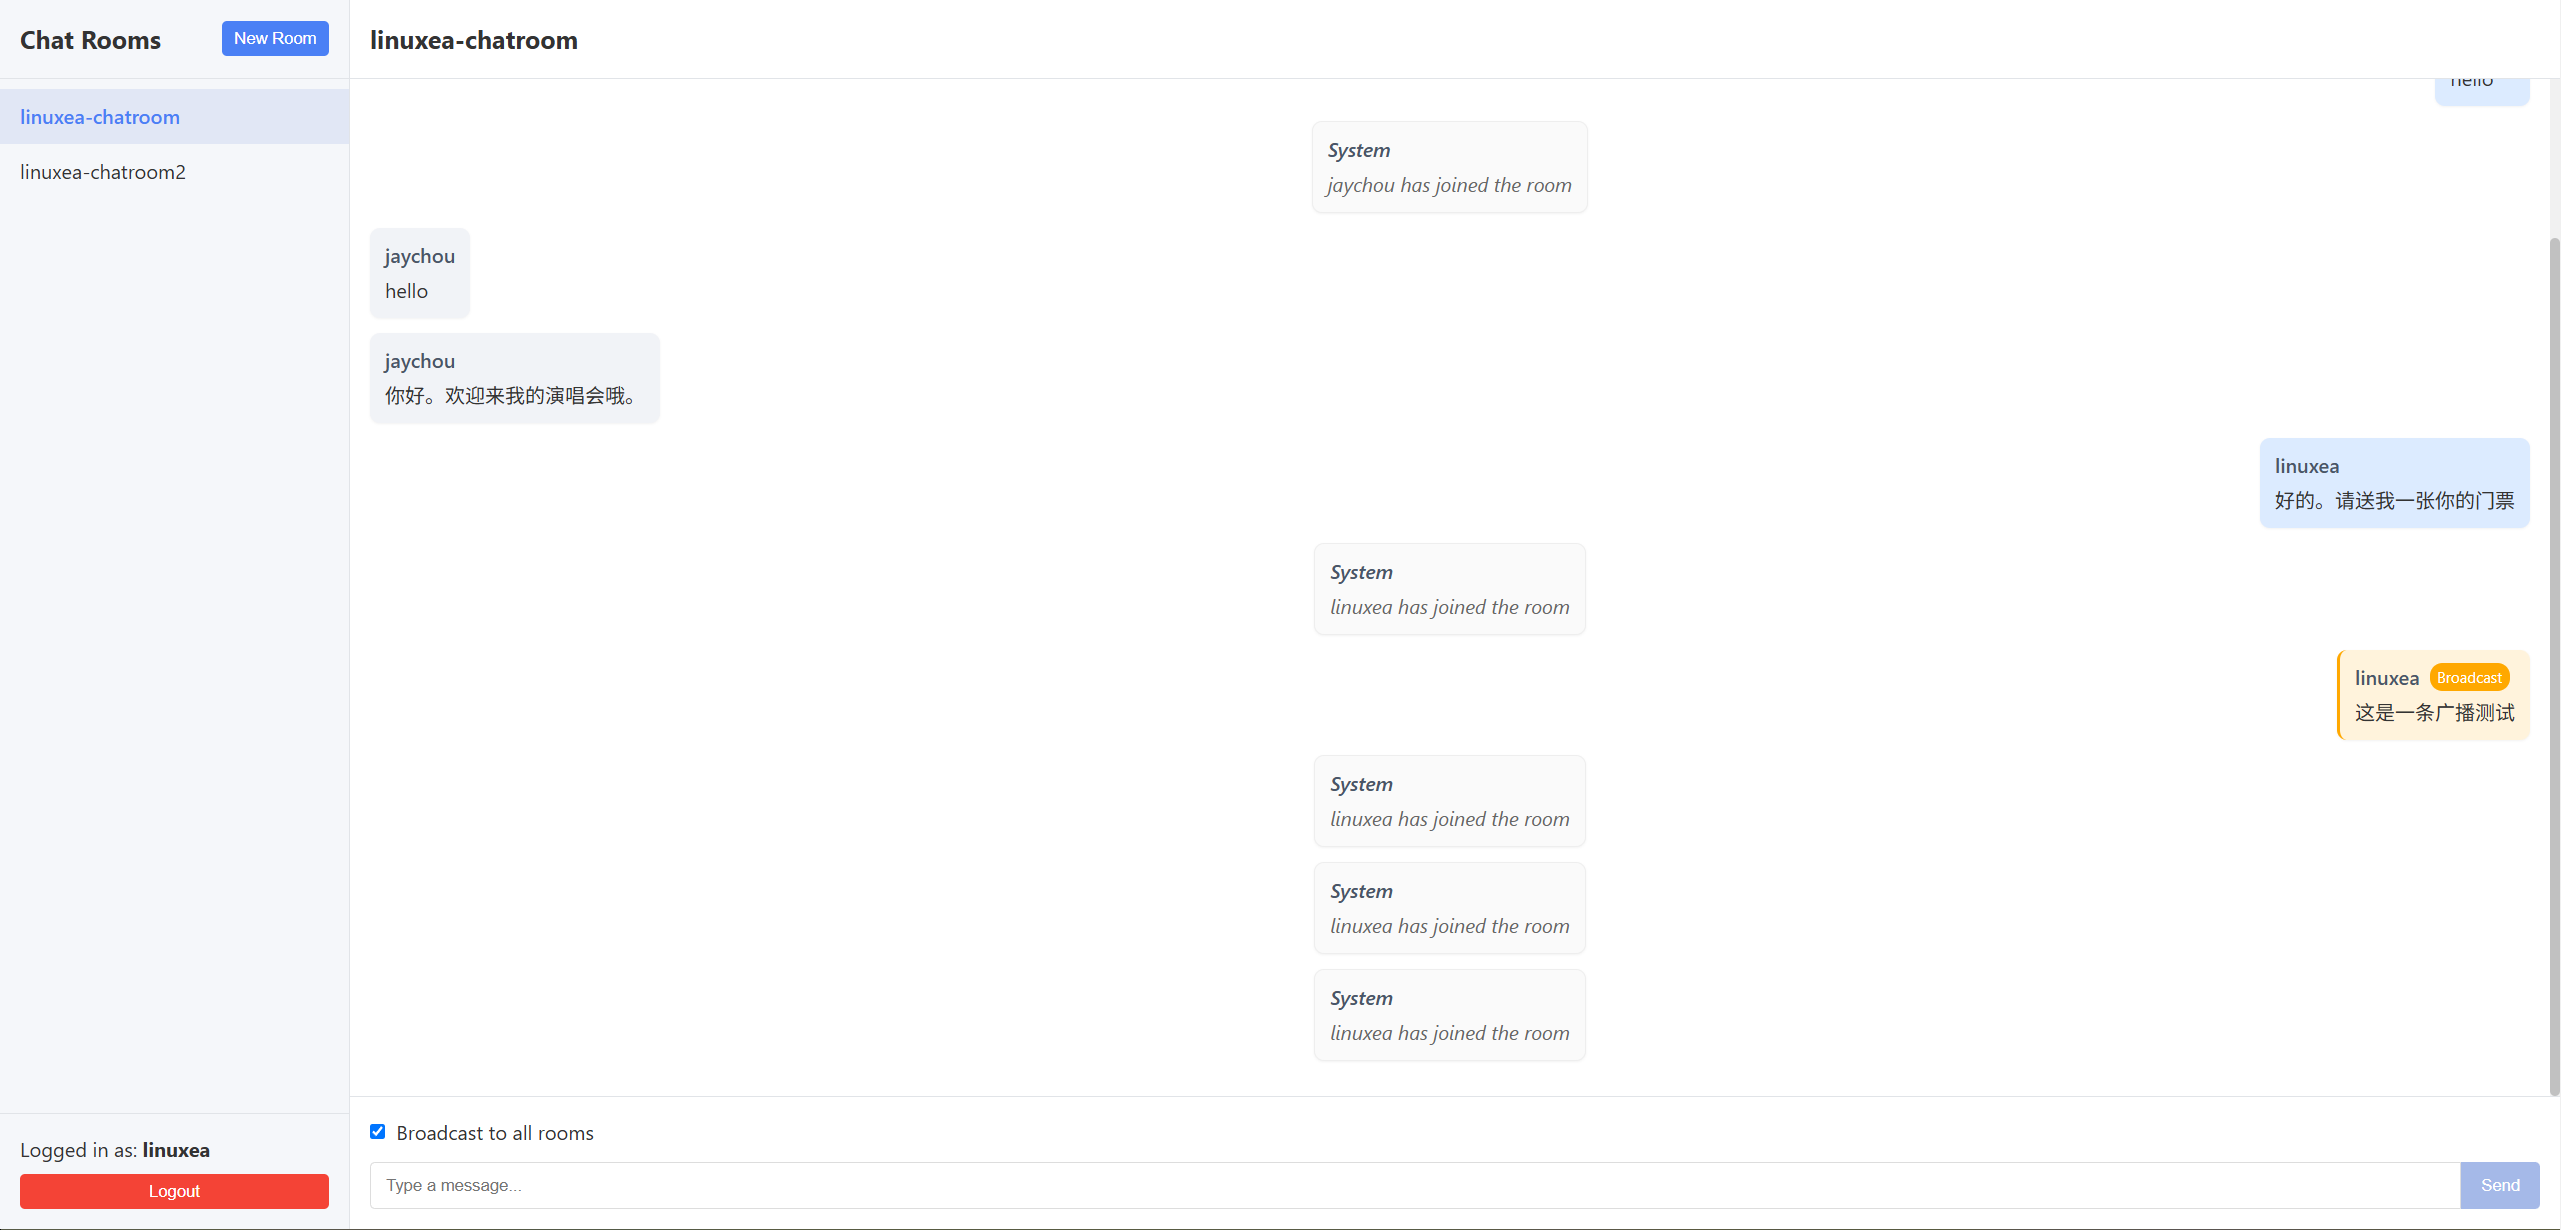 Chat Rooms
New Room
linuxea-chatroom
linuxea-chatroom2
Logged in as: linuxea
Logout
linuxea-chatroom
hello
System
jaychou has joined the room
jaychou
hello
jaychou
你好。欢迎来我的演唱会哦。
linuxea
好的。请送我一张你的门票
System
linuxea has joined the room
linuxea Broadcast
这是一条广播测试
System
linuxea has joined the room
System
linuxea has joined the room
System
linuxea has joined the room
Broadcast to all rooms
Type a message...
Send